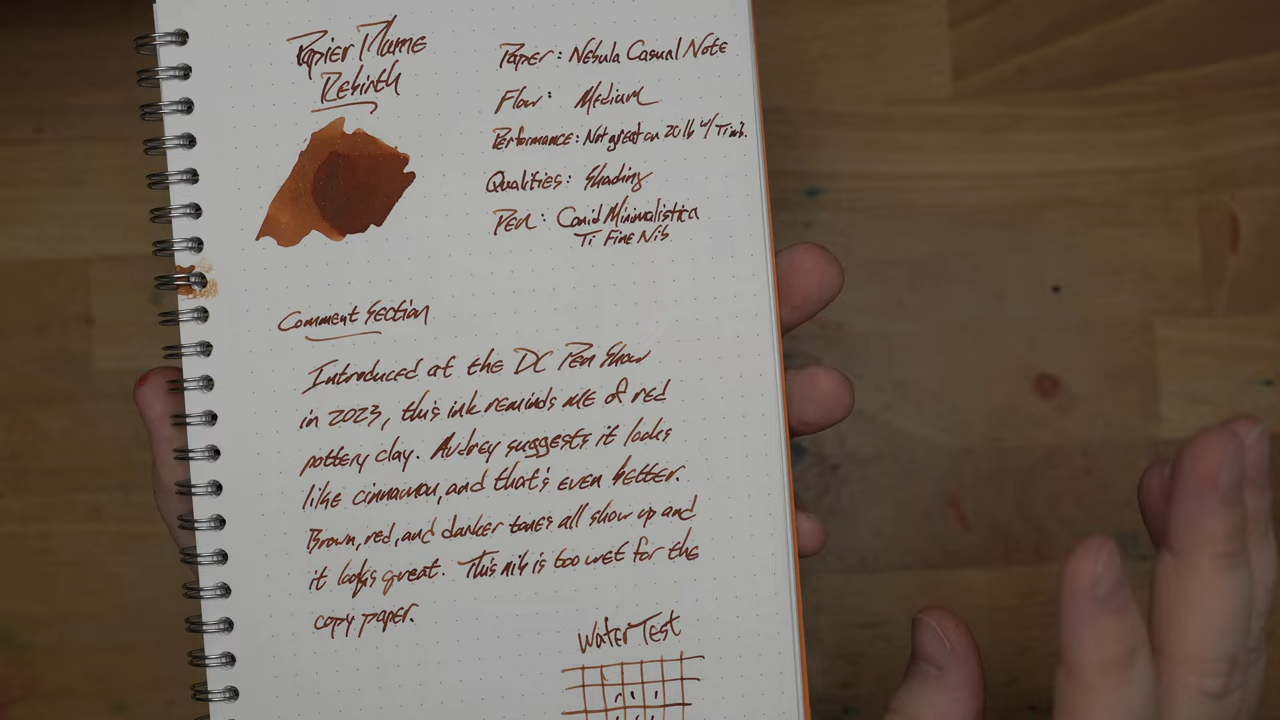 Papier Plume
Rebirth
Paper: Nebula Casual Note
Flow: Medium
Performance: Not great on 20 lb w/ Ti nib.
Qualities: Shading
Pen: Conid Minimalistica
Ti Fine Nib
Comment Section
Introduced at the DC Pen Show
in 2023, this ink reminds me of red
pottery clay. Audrey suggests it looks
like cinnamon, and that's even better.
Brown, red, and darker tones all show up and
it looks great. This nib is too wet for the
copy paper.
Water Test